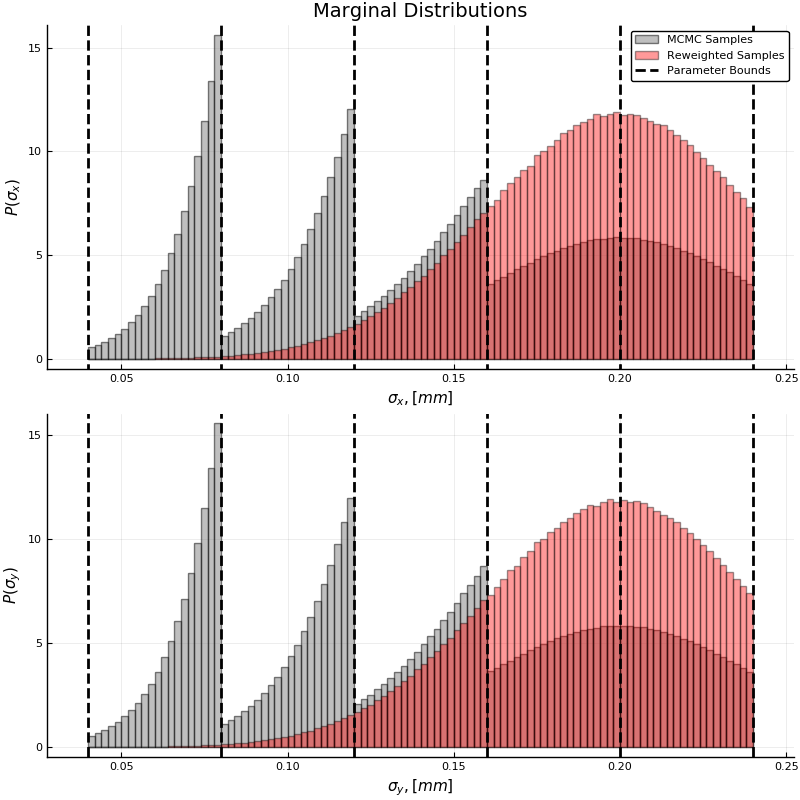 Marginal Distributions
MCMC Samples
Reweighted Samples
Parameter Bounds
P(σₓ)
15
10
5
0
0.05 0.10 0.15 0.20 0.25
σₓ, [mm]
P(σᵧ)
15
10
5
0
0.05 0.10 0.15 0.20 0.25
σᵧ, [mm]